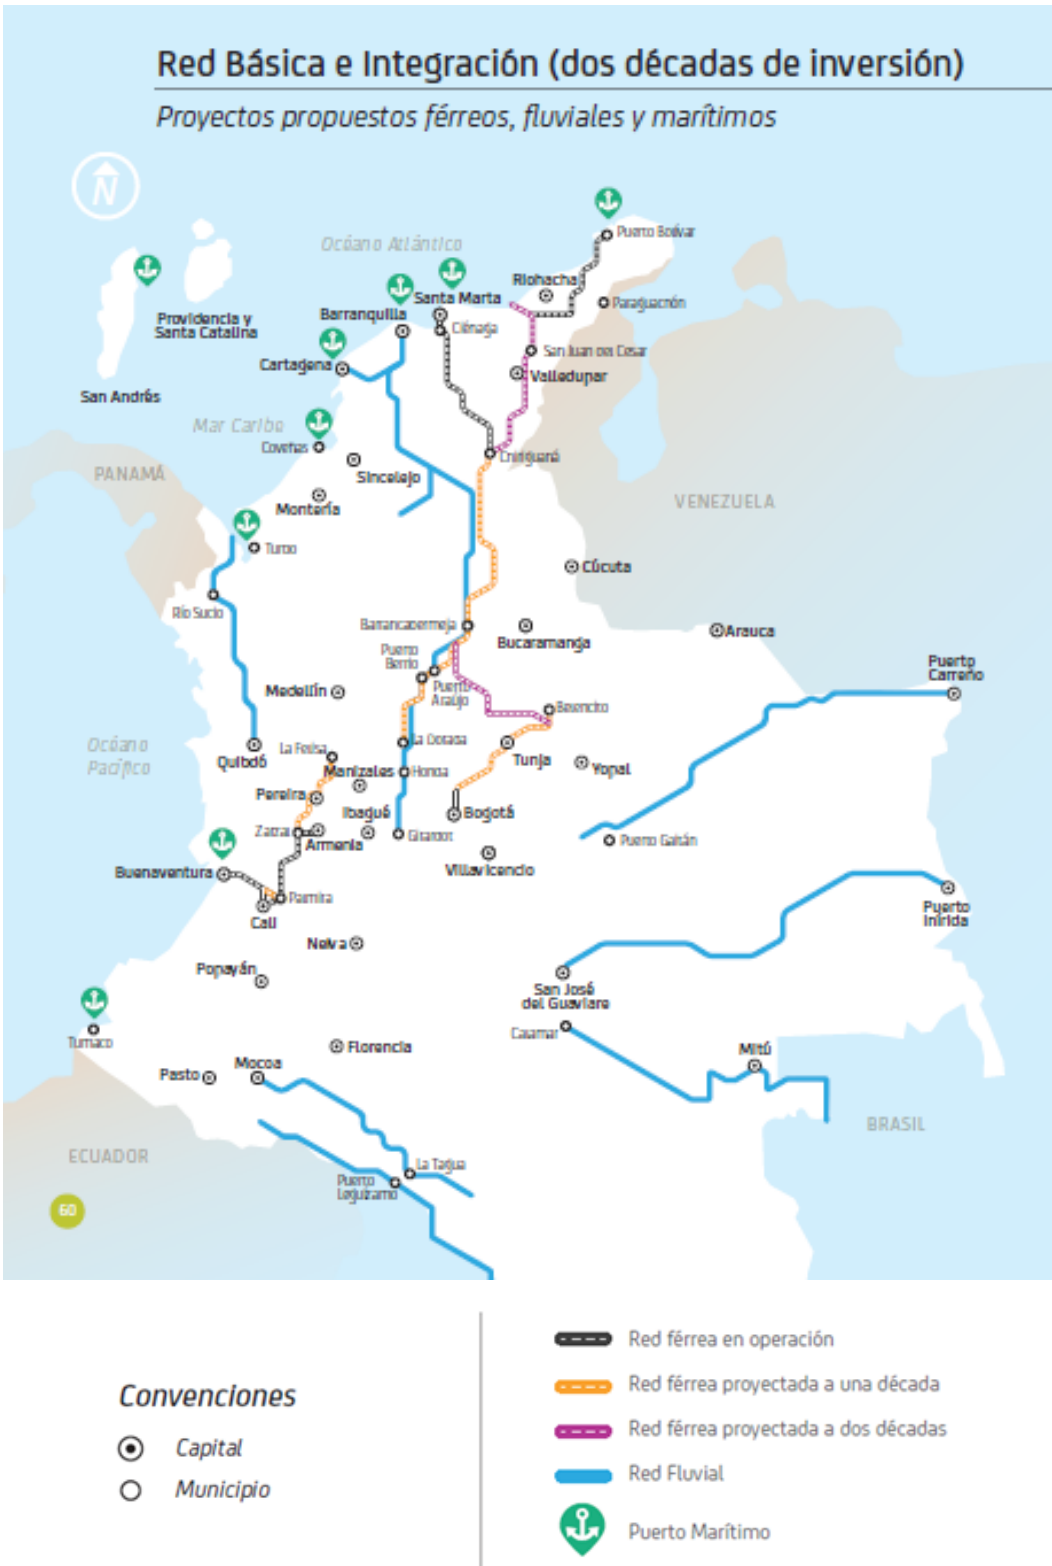 Red Básica e Integración (dos décadas de inversión)
Proyectos propuestos férreos, fluviales y marítimos
N
Puerto Bolívar
Océano Atlántico
Riohacha
Santa Marta
Paraguachón
Barranquilla
Providencia y
Santa Catalina
Ciénaga
San Juan del Cesar
Cartagena
Valledupar
San Andrés
Mar Caribe
Coveñas
Chiriguaná
PANAMÁ
Sincelejo
VENEZUELA
Montería
Turbo
Cúcuta
Río Sucio
Barrancabermeja
Bucaramanga
Arauca
Puerto
Berrío
Puerto
Carreño
Medellín
Puerto
Araújo
Belencito
Océano
Pacífico
La Felisa
La Dorada
Quibdó
Tunja
Manizales
Honda
Yopal
Pereira
Ibagué
Bogotá
Zarzal
Armenia
Girardot
Puerto Gaitán
Buenaventura
Villavicencio
Palmira
Puerto
Inírida
Cali
Neiva
Popayán
San José
del Guaviare
Calamar
Tumaco
Florencia
Mitú
Pasto
Mocoa
BRASIL
ECUADOR
La Tagua
Puerto
Leguízamo
60
Convenciones
Capital
Municipio
Red férrea en operación
Red férrea proyectada a una década
Red férrea proyectada a dos décadas
Red Fluvial
Puerto Marítimo